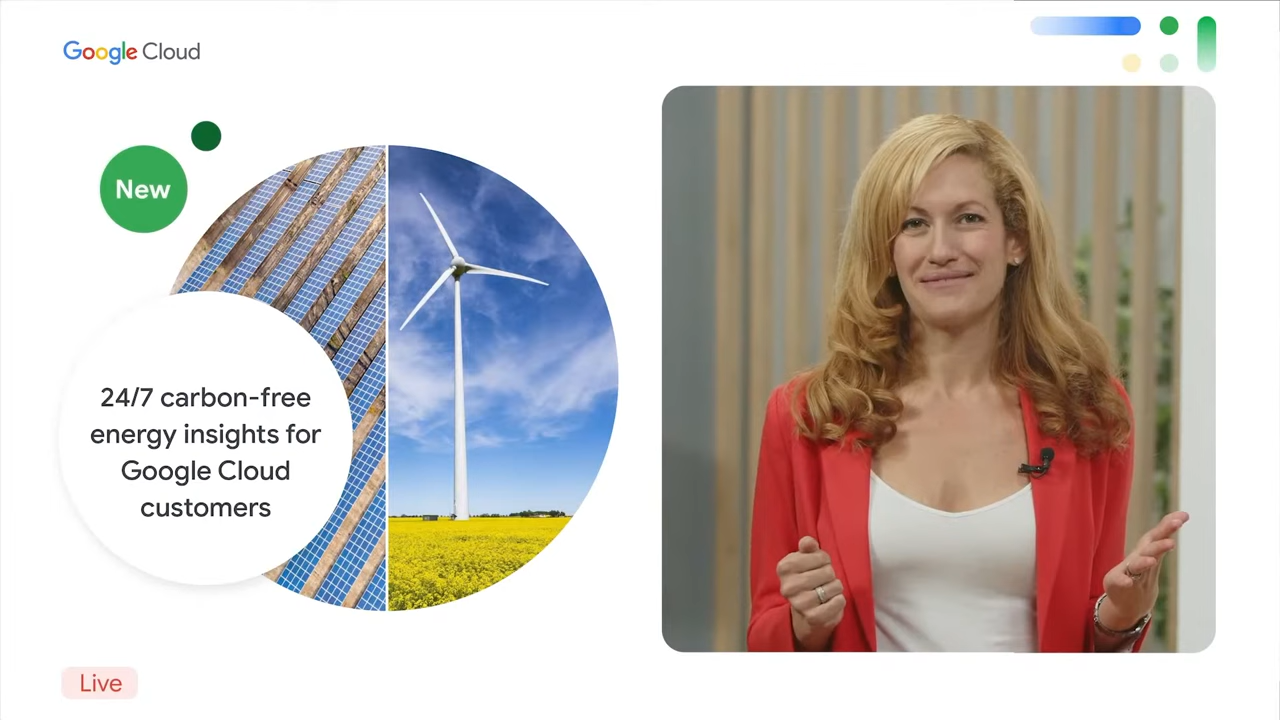 Google Cloud
New
24/7 carbon-free
energy insights for
Google Cloud
customers
Live